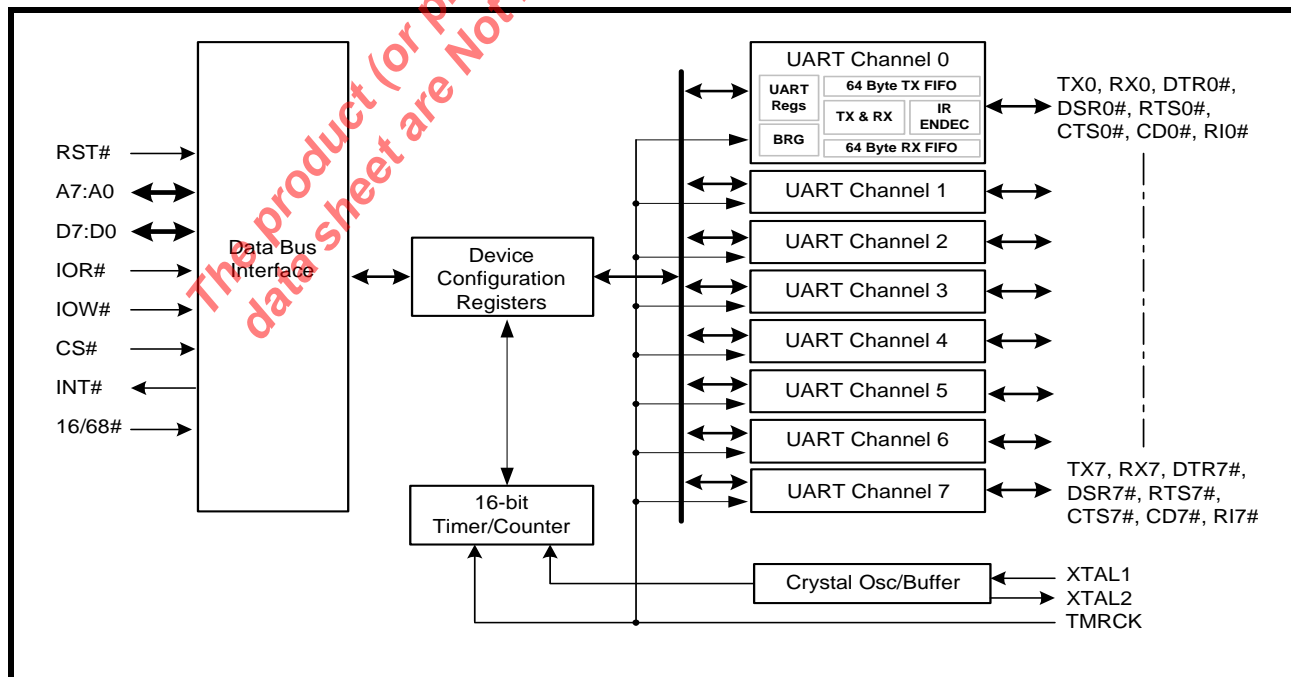 The product (or p
data sheet are Not
RST#
A7:A0
D7:D0
IOR#
IOW#
CS#
INT#
16/68#
Data Bus
Interface
Device
Configuration
Registers
16-bit
Timer/Counter
UART Channel 0
UART
Regs
BRG
64 Byte TX FIFO
TX & RX
IR
ENDEC
64 Byte RX FIFO
UART Channel 1
UART Channel 2
UART Channel 3
UART Channel 4
UART Channel 5
UART Channel 6
UART Channel 7
Crystal Osc/Buffer
TX0, RX0, DTR0#,
DSR0#, RTS0#,
CTS0#, CD0#, RI0#
TX7, RX7, DTR7#,
DSR7#, RTS7#,
CTS7#, CD7#, RI7#
XTAL1
XTAL2
TMRCK